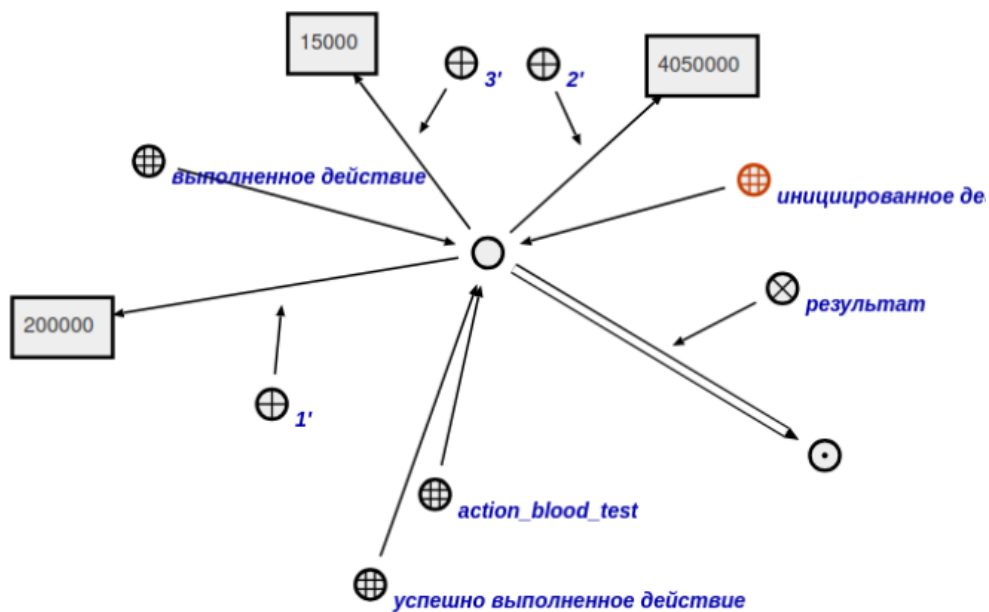 15000
3'
2'
4050000
выполненное действие
инициированное де
результат
200000
1'
action_blood_test
успешно выполненное действие